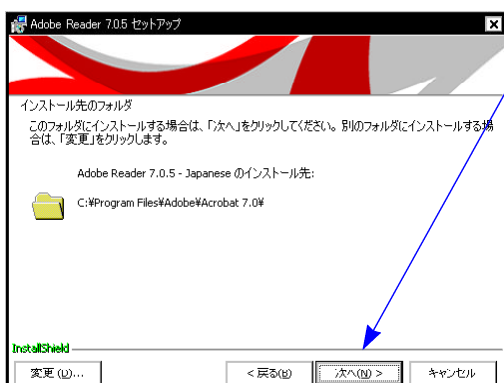 Adobe Reader 7.0.5 セットアップ
インストール先のフォルダ
このフォルダにインストールする場合は、「次へ」をクリックしてください。別のフォルダにインストールする場
合は、「変更」をクリックします。
Adobe Reader 7.0.5 - Japanese のインストール先:
C:¥Program Files¥Adobe¥Acrobat 7.0¥
InstallShield
変更(U)... < 戻る(B) 次へ(N) > キャンセル